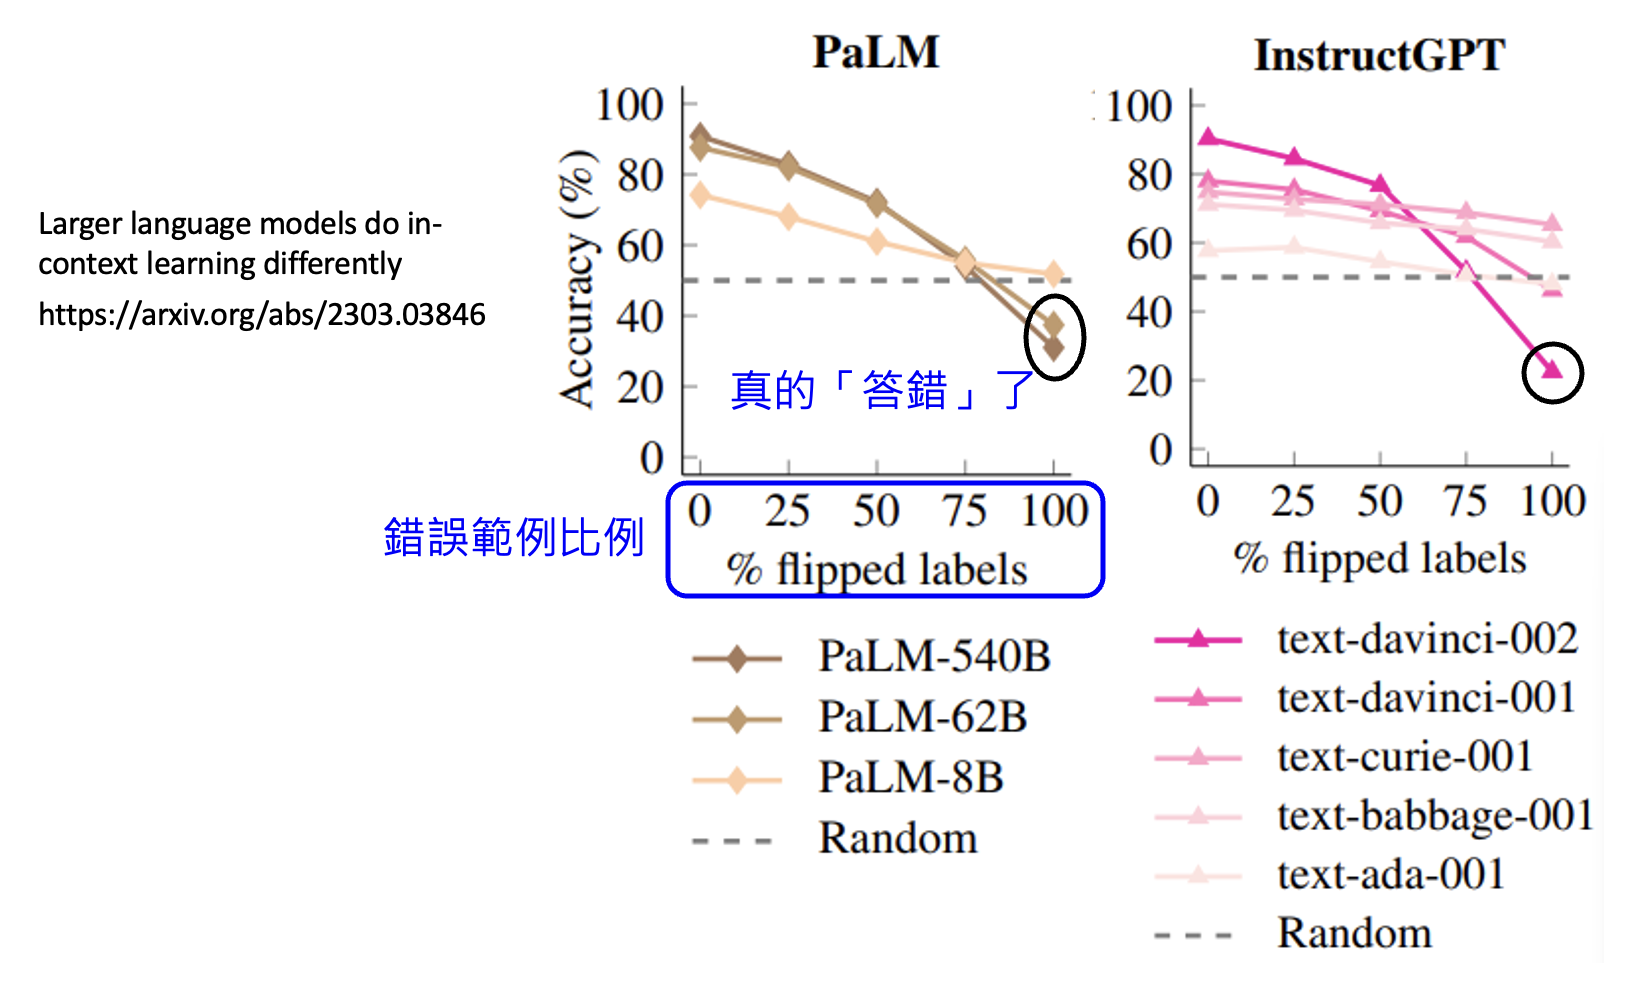 Larger language models do in-
context learning differently
https://arxiv.org/abs/2303.03846
PaLM
100
80
60
40
20
0
Accuracy (%)
真的「答錯」了
錯誤範例比例
0 25 50 75 100
% flipped labels
PaLM-540B
PaLM-62B
PaLM-8B
Random
InstructGPT
100
80
60
40
20
0
0 25 50 75 100
% flipped labels
text-davinci-002
text-davinci-001
text-curie-001
text-babbage-001
text-ada-001
Random